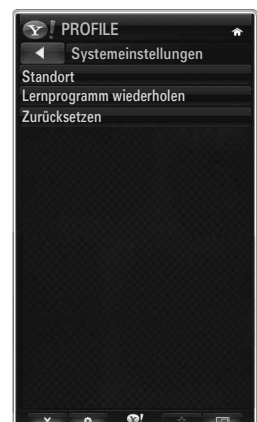 Y! PROFILE
Systemeinstellungen
Standort
Lernprogramm wiederholen
Zurücksetzen
Y!